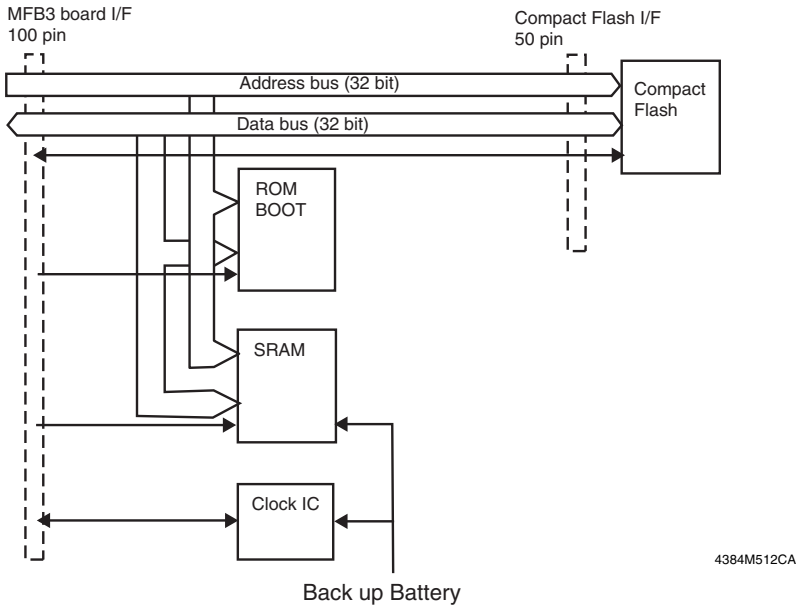 MFB3 board I/F
100 pin
Compact Flash I/F
50 pin
Address bus (32 bit)
Compact
Flash
Data bus (32 bit)
ROM
BOOT
SRAM
Clock IC
4384M512CA
Back up Battery